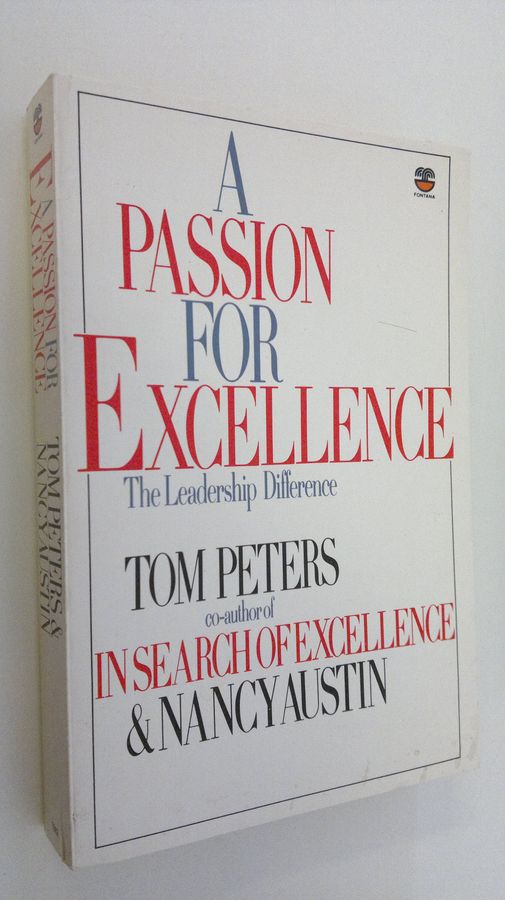 A
PASSION
FOR
EXCELLENCE
The Leadership Difference
TOM PETERS
co-author of
IN SEARCH OF EXCELLENCE
& NANCY AUSTIN
FONTANA
A PASSION FOR
EXCELLENCE
TOM PETERS &
NANCY AUSTIN